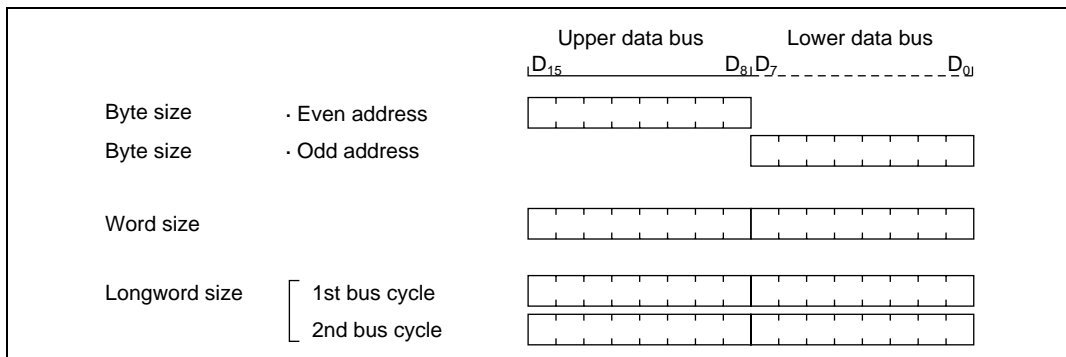 Upper data bus Lower data bus
D15 D8 D7 D0
Byte size · Even address
Byte size · Odd address
Word size
Longword size 1st bus cycle
2nd bus cycle